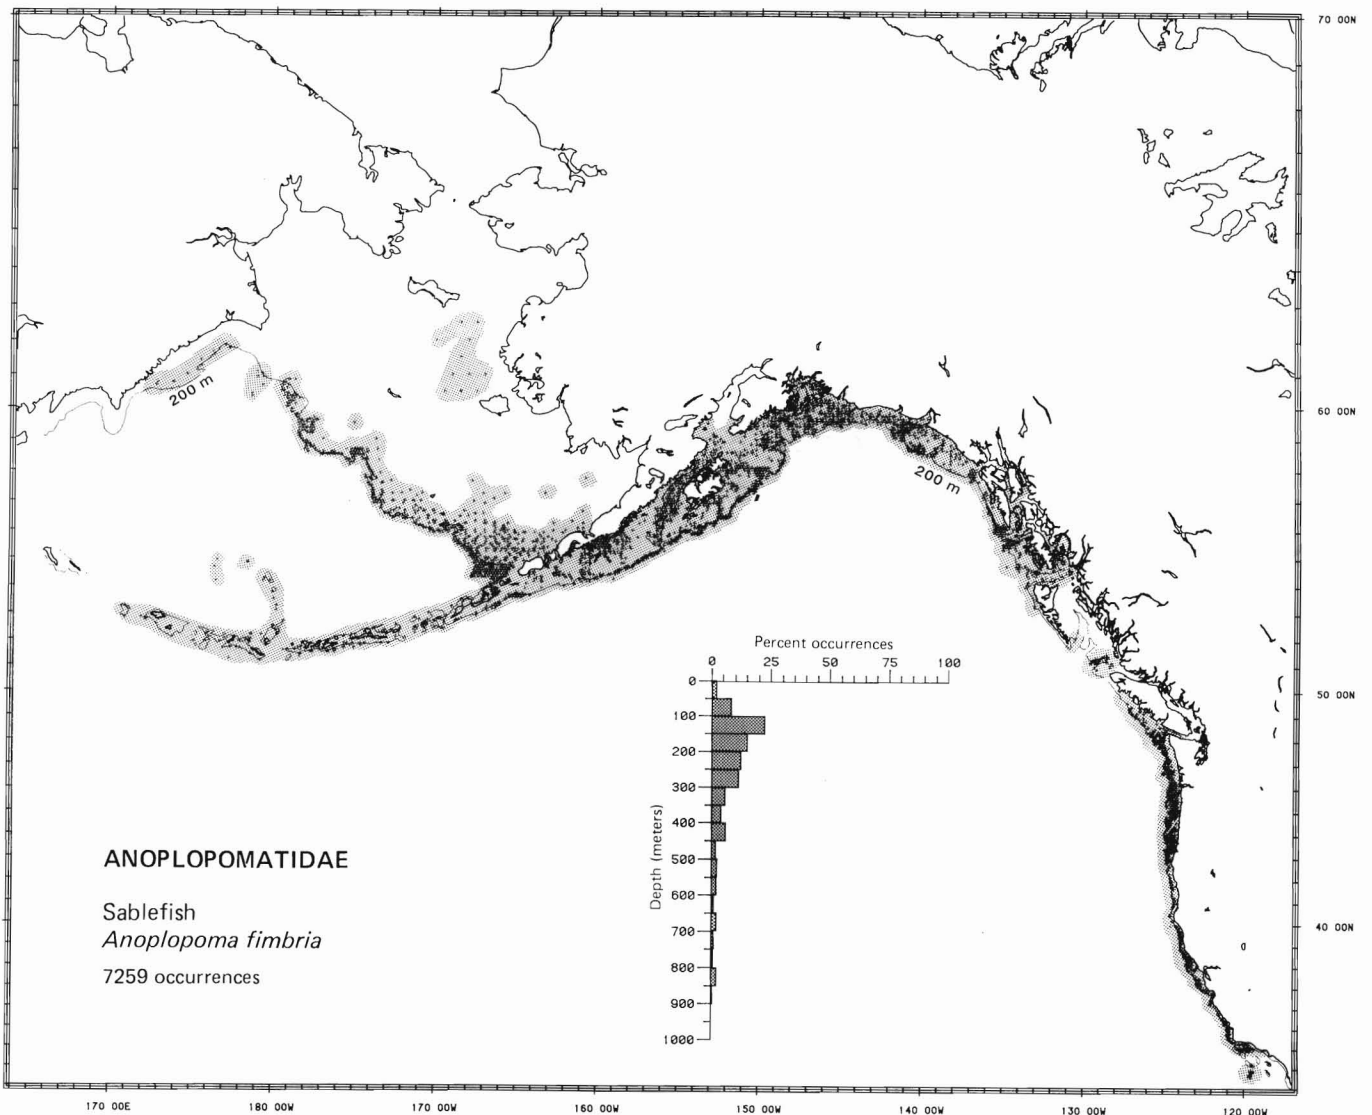 70 00N
200 m
60 00N
200 m
Percent occurrences
0 25 50 75 100
50 00N
0
100
200
300
400
500
600
700
800
900
1000
Depth (meters)
ANOPLOPOMATIDAE
Sablefish
Anoplopoma fimbria
7259 occurrences
40 00N
170 00E 180 00W 170 00W 160 00W 150 00W 140 00W 130 00W 120 00W